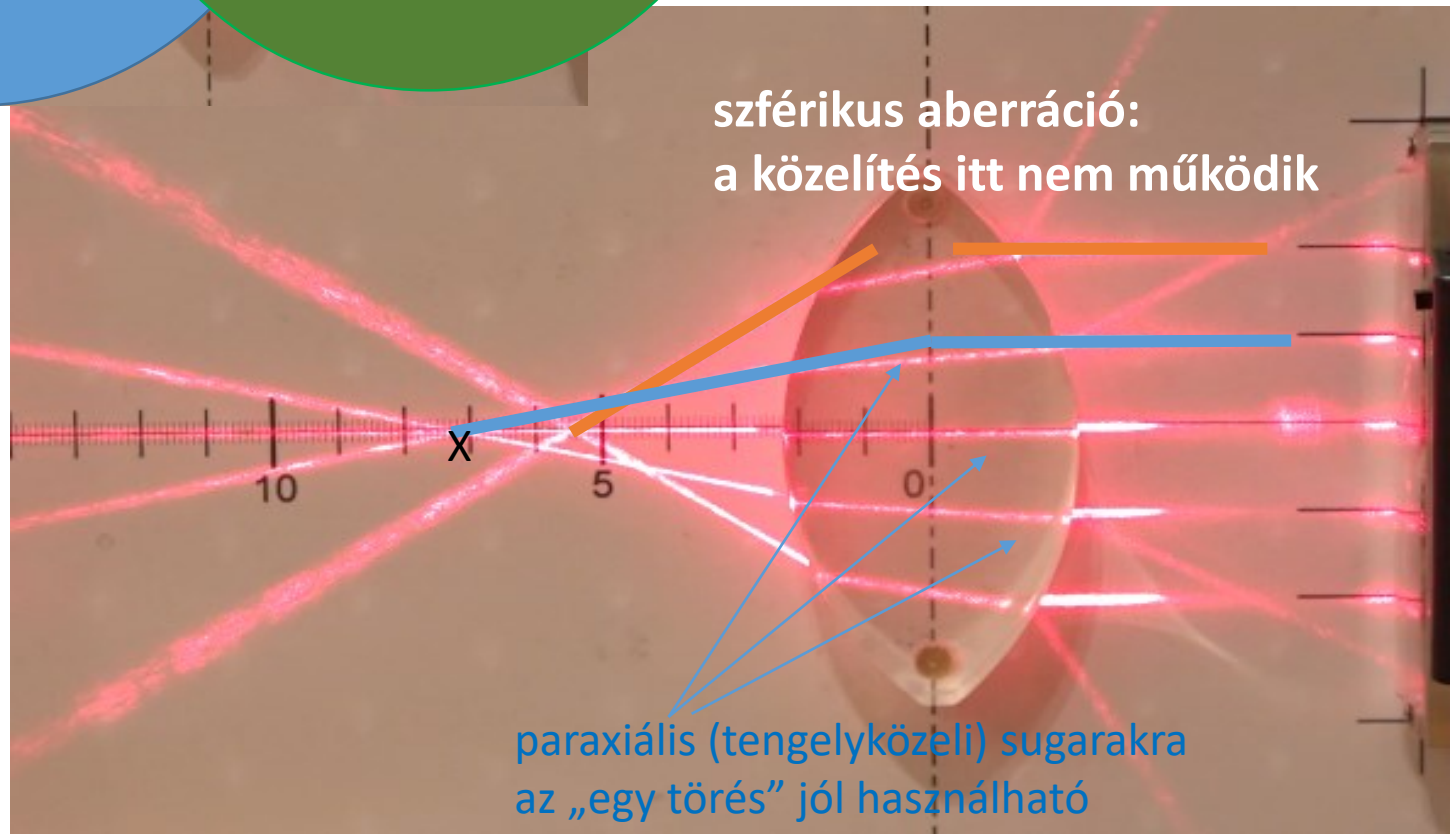 szférikus aberráció:
a közelítés itt nem működik
X
10
5
0
paraxiális (tengelyközeli) sugarakra
az „egy törés” jól használható